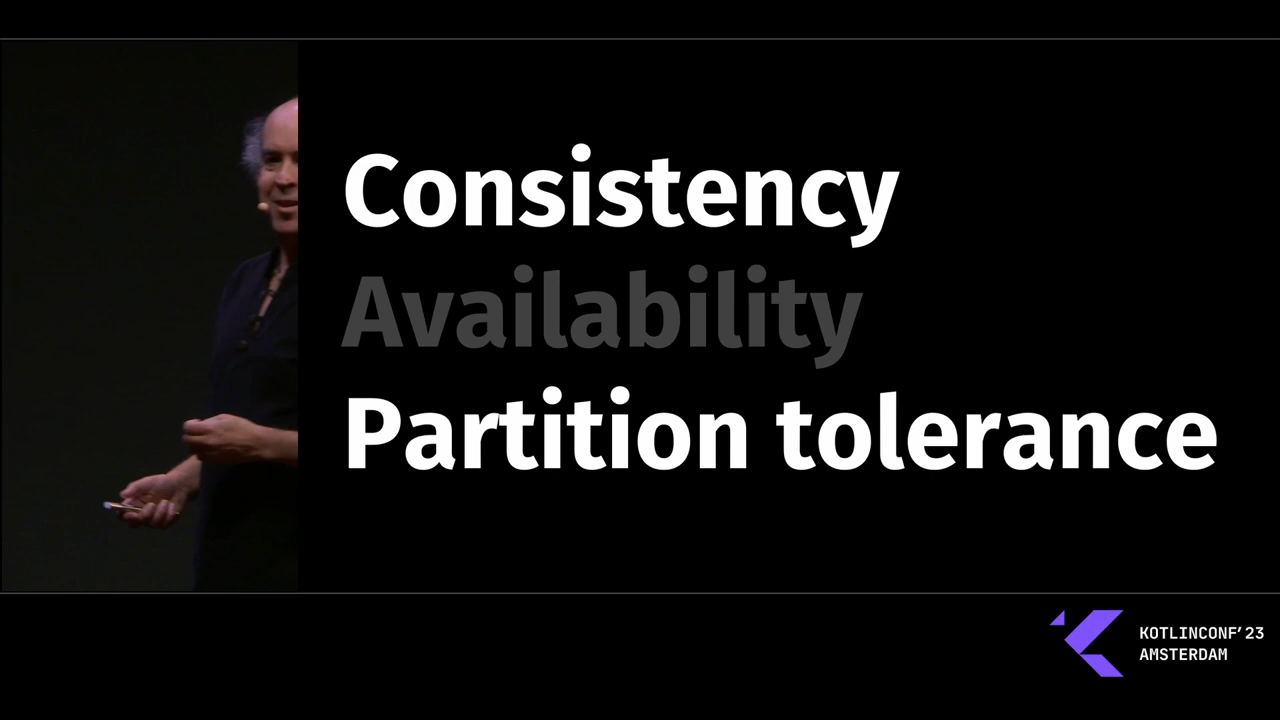 Consistency
Availability
Partition tolerance
KOTLINCONF'23
AMSTERDAM